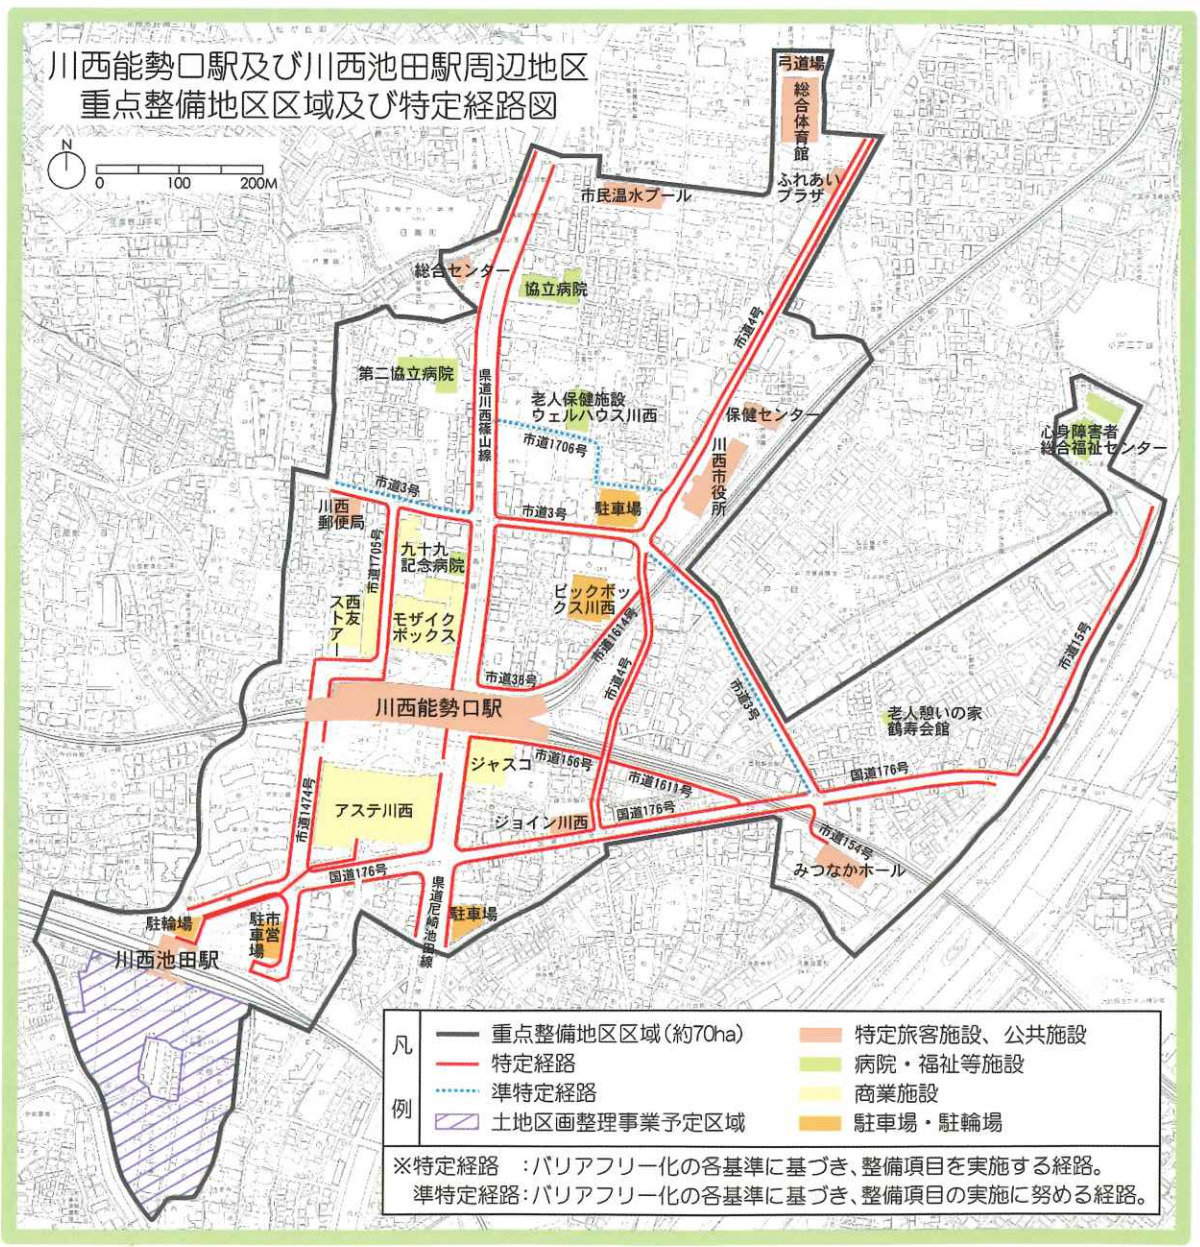 川西能勢口駅及び川西池田駅周辺地区
重点整備地区区域及び特定経路図
N
0 100 200M
弓道場
総合体育館
ふれあい
プラザ
市民温水プール
総合センター
協立病院
市道4号
第二協立病院
県道川西篠山線
老人保健施設
ウェルハウス川西
保健センター
市道1706号
川西市役所
心身障害者
総合福祉センター
市道3号
川西
郵便局
市道3号
駐車場
市道1705号
九十九
記念病院
西友
ストアー
モザイク
ボックス
ビックボッ
クス川西
市道1614号
市道4号
市道15号
市道38号
市道3号
川西能勢口駅
老人憩いの家
鶴寿会館
ジャスコ
市道156号
市道1611号
国道176号
市道1474号
アステ川西
ジョイン川西
国道176号
市道154号
みつなかホール
国道176号
県道尼崎池田線
駐車場
駐輪場
市営
駐車場
川西池田駅
凡例
重点整備地区区域(約70ha)
特定経路
準特定経路
土地区画整理事業予定区域
特定旅客施設、公共施設
病院・福祉等施設
商業施設
駐車場・駐輪場
※特定経路 :バリアフリー化の各基準に基づき、整備項目を実施する経路。
準特定経路:バリアフリー化の各基準に基づき、整備項目の実施に努める経路。